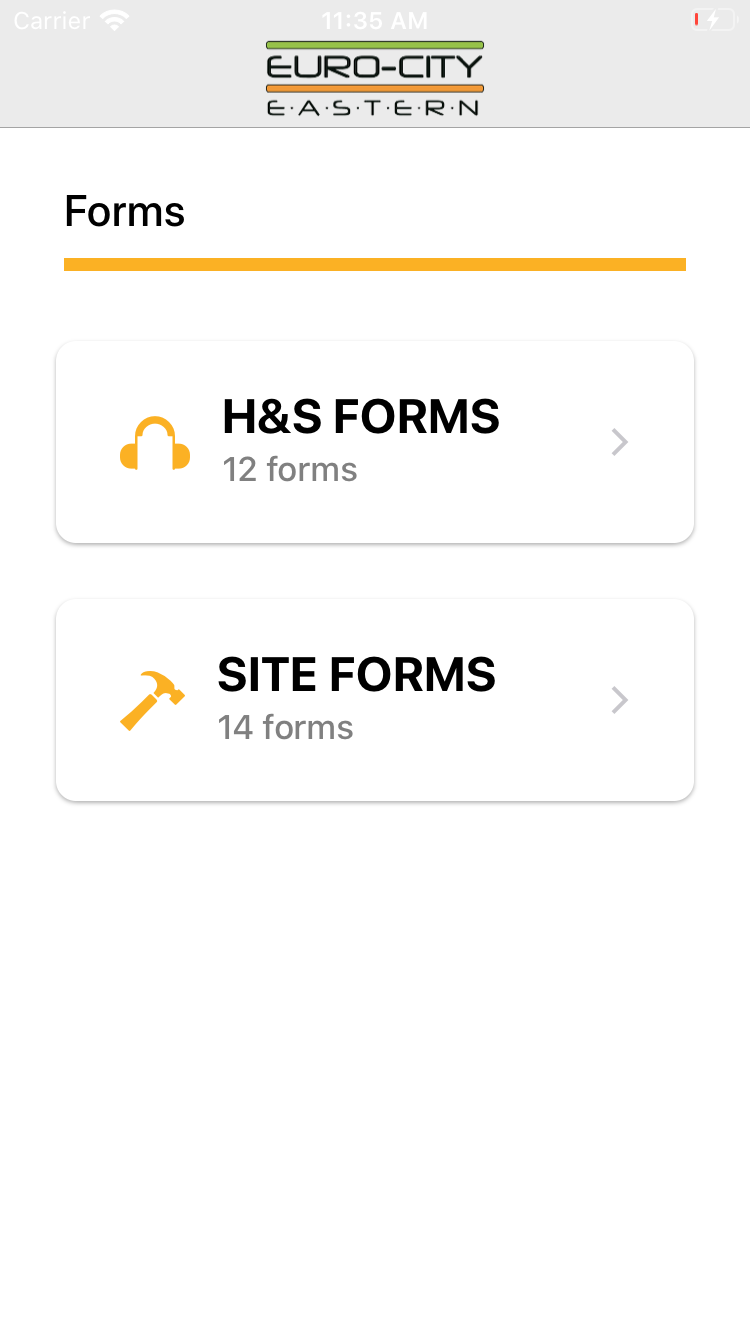 Carrier 11:35 AM
EURO-CITY
E·A·S·T·E·R·N
Forms
H&S FORMS
12 forms
SITE FORMS
14 forms